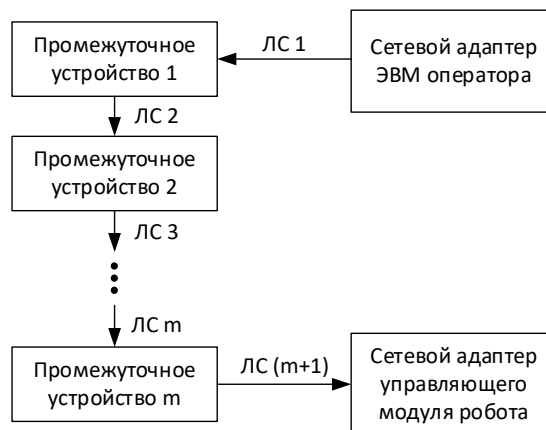 Промежуточное
устройство 1
ЛС 1
Сетевой адаптер
ЭВМ оператора
ЛС 2
Промежуточное
устройство 2
ЛС 3
ЛС m
Промежуточное
устройство m
ЛС (m+1)
Сетевой адаптер
управляющего
модуля робота